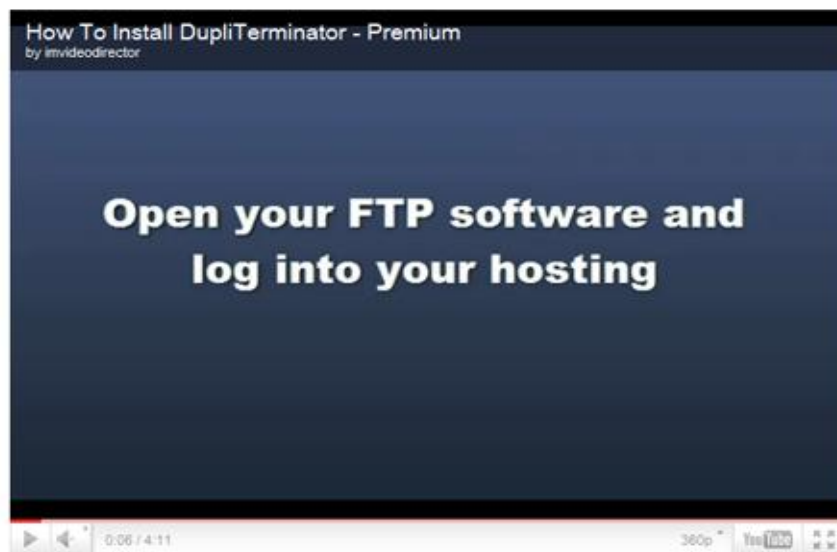 How To Install DupliTerminator - Premium
by imvideodirector
Open your FTP software and
log into your hosting
0:06 / 4:11
360p
YouTube